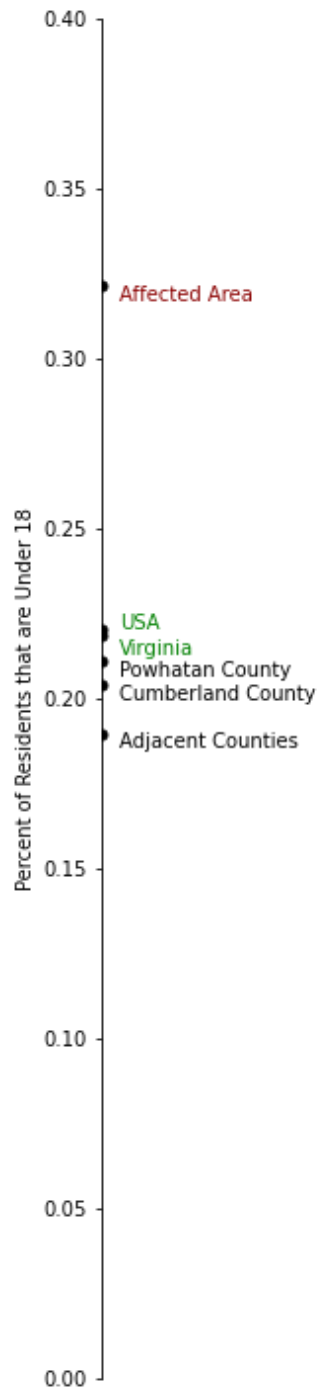 0.40
0.35
Affected Area
0.30
Percent of Residents that are Under 18
0.25
USA
Virginia
Powhatan County
0.20
Cumberland County
Adjacent Counties
0.15
0.10
0.05
0.00